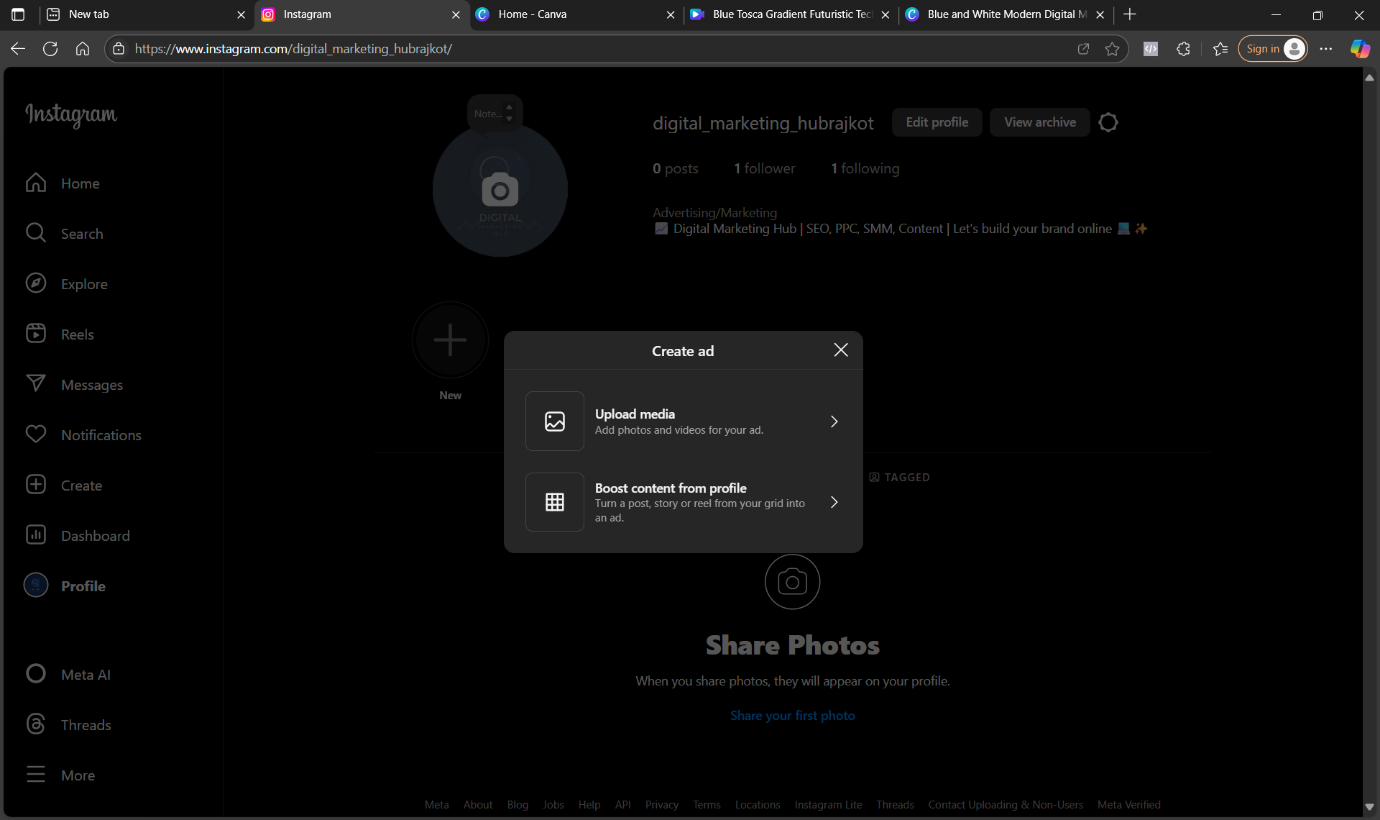 New tab
Instagram
Home - Canva
Blue Tosca Gradient Futuristic Tec
Blue and White Modern Digital M
https://www.instagram.com/digital_marketing_hubrajkot/
Sign in
Instagram
Note...
digital_marketing_hubrajkot
Edit profile
View archive
0 posts
1 follower
1 following
Advertising/Marketing
Digital Marketing Hub | SEO, PPC, SMM, Content | Let's build your brand online
DIGITAL
Home
Search
Explore
Reels
Messages
Notifications
Create
Dashboard
Profile
Meta AI
Threads
More
New
Create ad
Upload media
Add photos and videos for your ad.
Boost content from profile
Turn a post, story or reel from your grid into
an ad.
TAGGED
Share Photos
When you share photos, they will appear on your profile.
Share your first photo
Meta About Blog Jobs Help API Privacy Terms Locations Instagram Lite Threads Contact Uploading & Non-Users Meta Verified